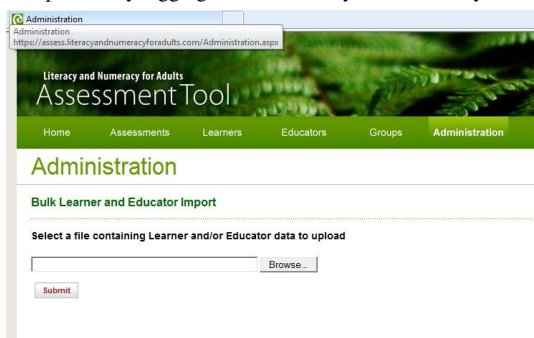 Administration
Administration
https://assess.literacyandnumeracyforadults.com/Administration.aspx
Literacy and Numeracy for Adults
Assessment Tool
Home Assessments Learners Educators Groups Administration
Administration
Bulk Learner and Educator Import
Select a file containing Learner and/or Educator data to upload
Browse...
Submit